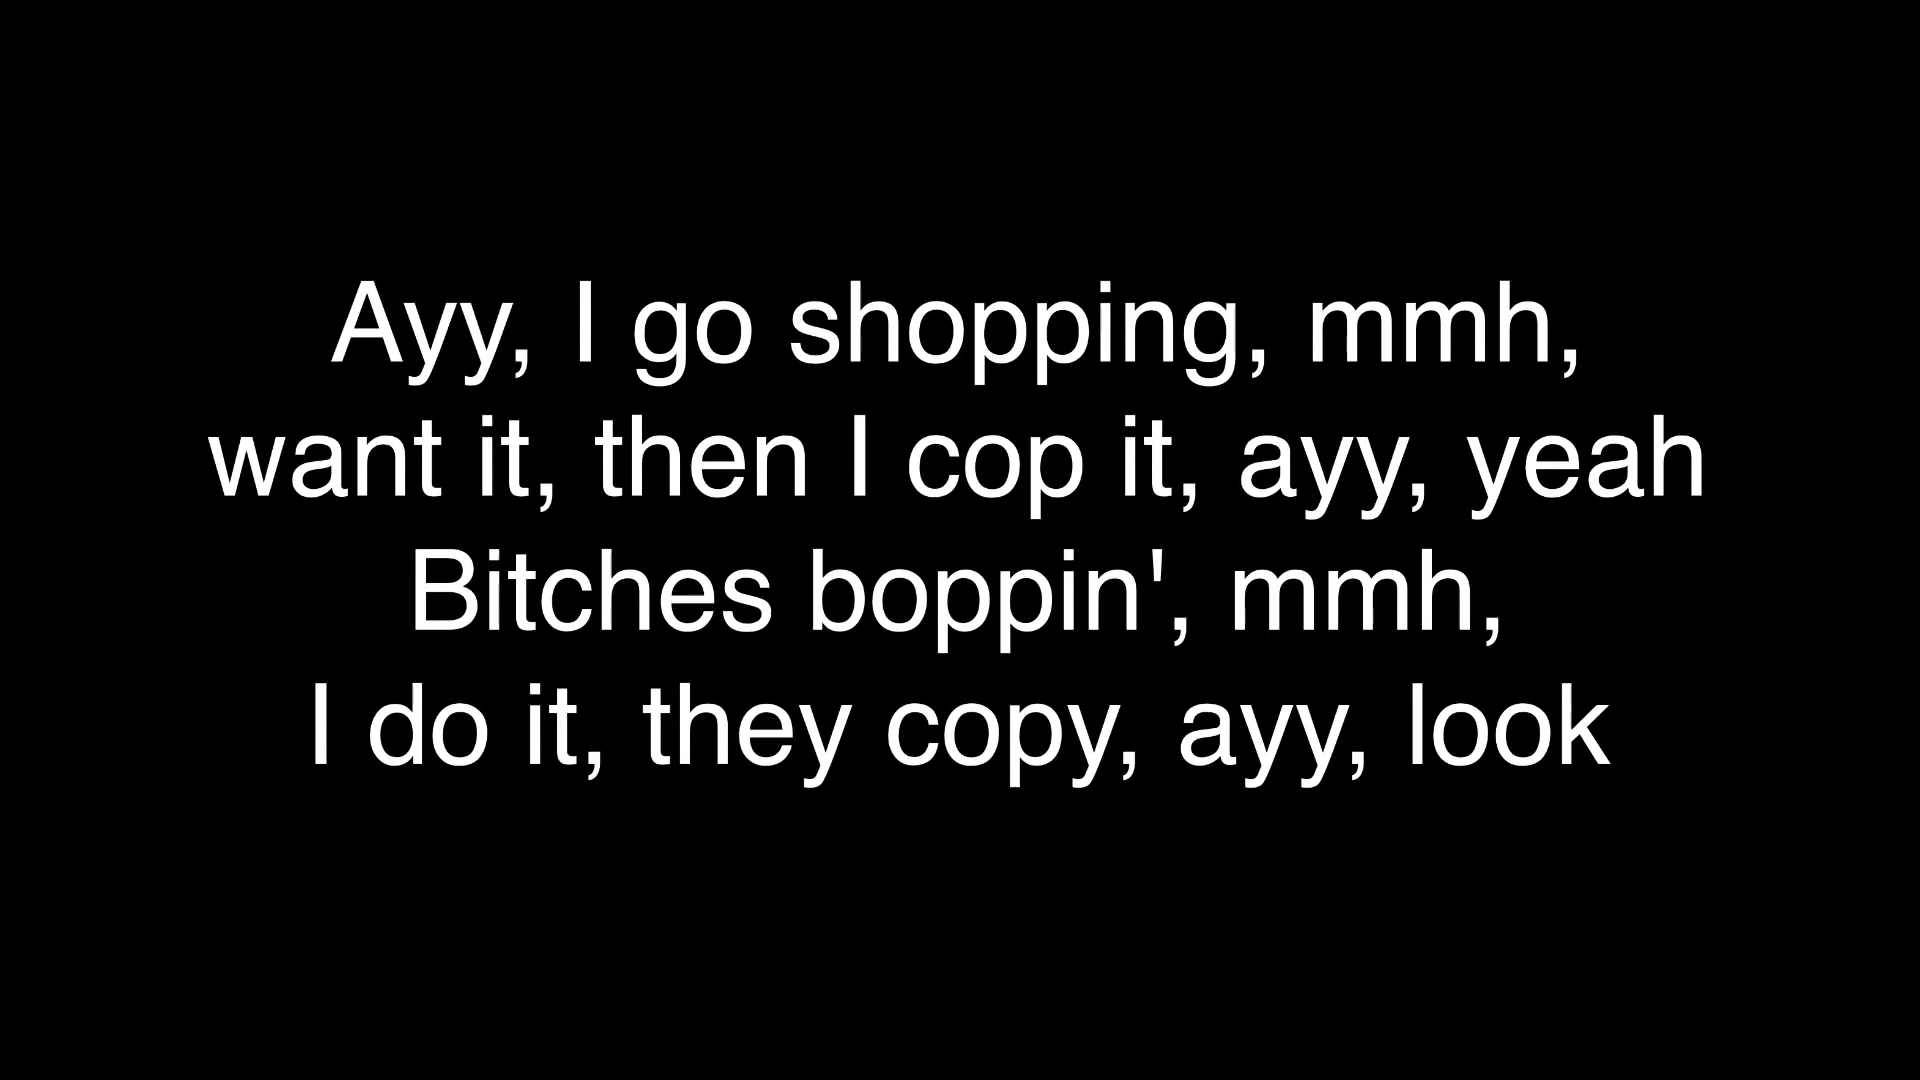 Ayy, I go shopping, mmh,
want it, then I cop it, ayy, yeah
Bitches boppin', mmh,
I do it, they copy, ayy, look